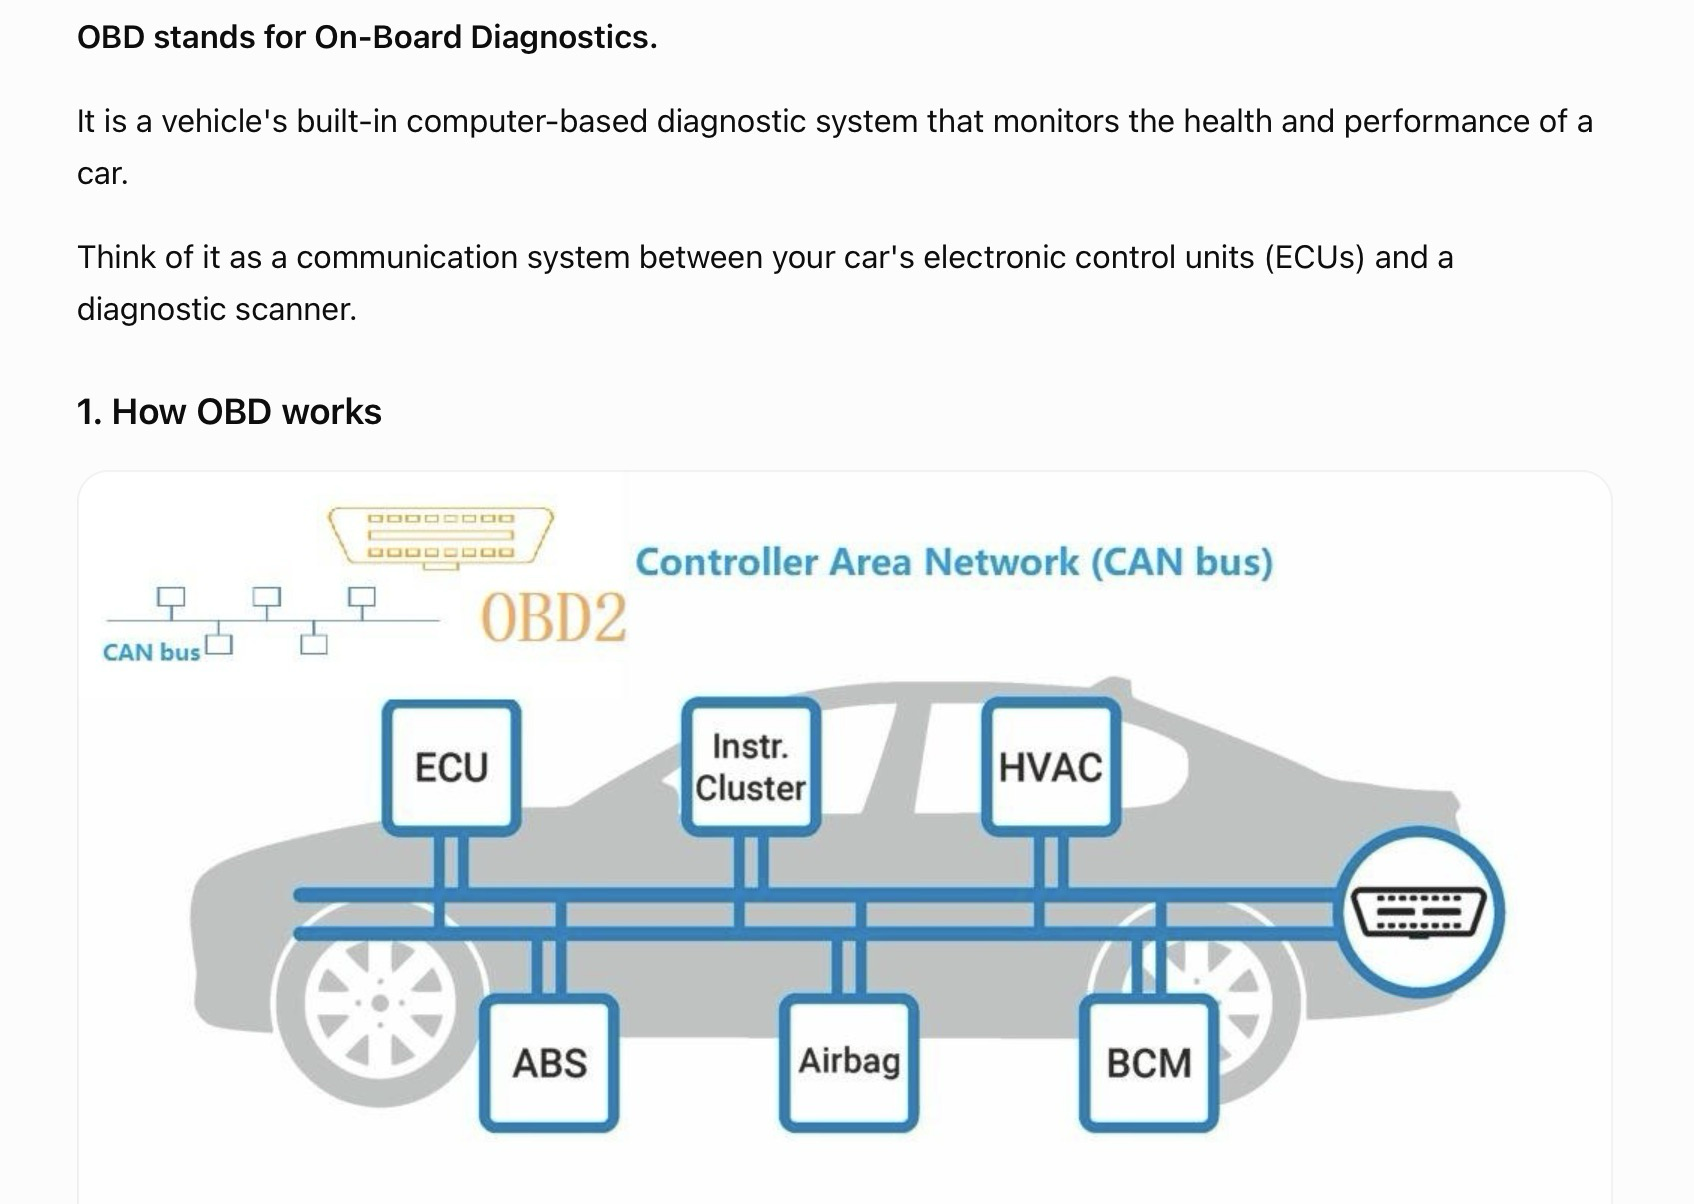 OBD stands for On-Board Diagnostics.
It is a vehicle's built-in computer-based diagnostic system that monitors the health and performance of a
car.
Think of it as a communication system between your car's electronic control units (ECUs) and a
diagnostic scanner.
1. How OBD works
Controller Area Network (CAN bus)
OBD2
CAN bus
ECU
Instr.
Cluster
HVAC
ABS
Airbag
BCM